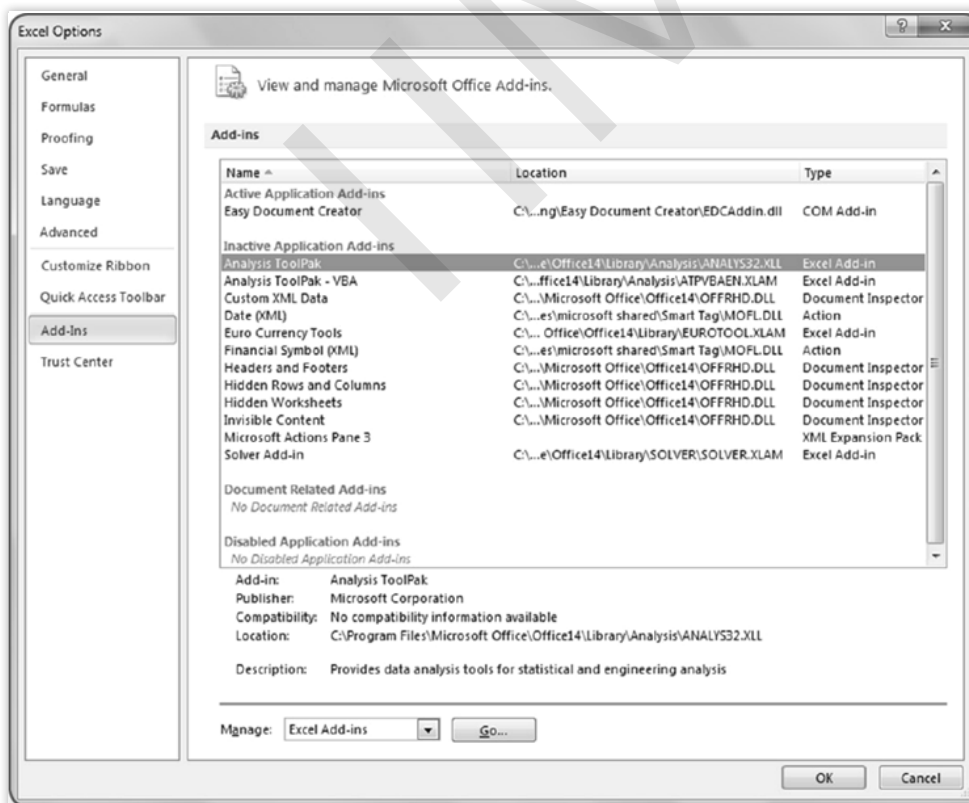 Excel Options
General
Formulas
Proofing
Save
Language
Advanced
Customize Ribbon
Quick Access Toolbar
Add-Ins
Trust Center
View and manage Microsoft Office Add-ins.
Add-ins
Name Location Type
Active Application Add-ins
Easy Document Creator C:\...ng\Easy Document Creator\EDCAddin.dll COM Add-in
Inactive Application Add-ins
Analysis ToolPak C:\...e\Office14\Library\Analysis\ANALYS32.XLL Excel Add-in
Analysis ToolPak - VBA C:\...ffice14\Library\Analysis\ATPVBAEN.XLAM Excel Add-in
Custom XML Data C:\...\Microsoft Office\Office14\OFFRHD.DLL Document Inspector
Date (XML) C:\...es\microsoft shared\Smart Tag\MOFL.DLL Action
Euro Currency Tools C:\... Office\Office14\Library\EUROTOOL.XLAM Excel Add-in
Financial Symbol (XML) C:\...es\microsoft shared\Smart Tag\MOFL.DLL Action
Headers and Footers C:\...\Microsoft Office\Office14\OFFRHD.DLL Document Inspector
Hidden Rows and Columns C:\...\Microsoft Office\Office14\OFFRHD.DLL Document Inspector
Hidden Worksheets C:\...\Microsoft Office\Office14\OFFRHD.DLL Document Inspector
Invisible Content C:\...\Microsoft Office\Office14\OFFRHD.DLL Document Inspector
Microsoft Actions Pane 3 XML Expansion Pack
Solver Add-in C:\...e\Office14\Library\SOLVER\SOLVER.XLAM Excel Add-in
Document Related Add-ins
No Document Related Add-ins
Disabled Application Add-ins
No Disabled Application Add-ins
Add-in: Analysis ToolPak
Publisher: Microsoft Corporation
Compatibility: No compatibility information available
Location: C:\Program Files\Microsoft Office\Office14\Library\Analysis\ANALYS32.XLL
Description: Provides data analysis tools for statistical and engineering analysis
Manage: Excel Add-ins Go...
OK Cancel